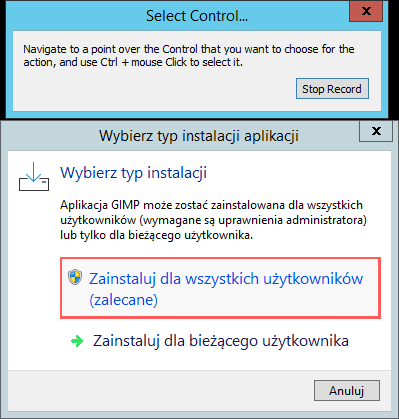 Select Control...
x
Navigate to a point over the Control that you want to choose for the
action, and use Ctrl + mouse Click to select it.
Stop Record
Wybierz typ instalacji aplikacji
x
Wybierz typ instalacji
Aplikacja GIMP może zostać zainstalowana dla wszystkich
użytkowników (wymagane są uprawnienia administratora)
lub tylko dla bieżącego użytkownika.
Zainstaluj dla wszystkich użytkowników
(zalecane)
Zainstaluj dla bieżącego użytkownika
Anuluj